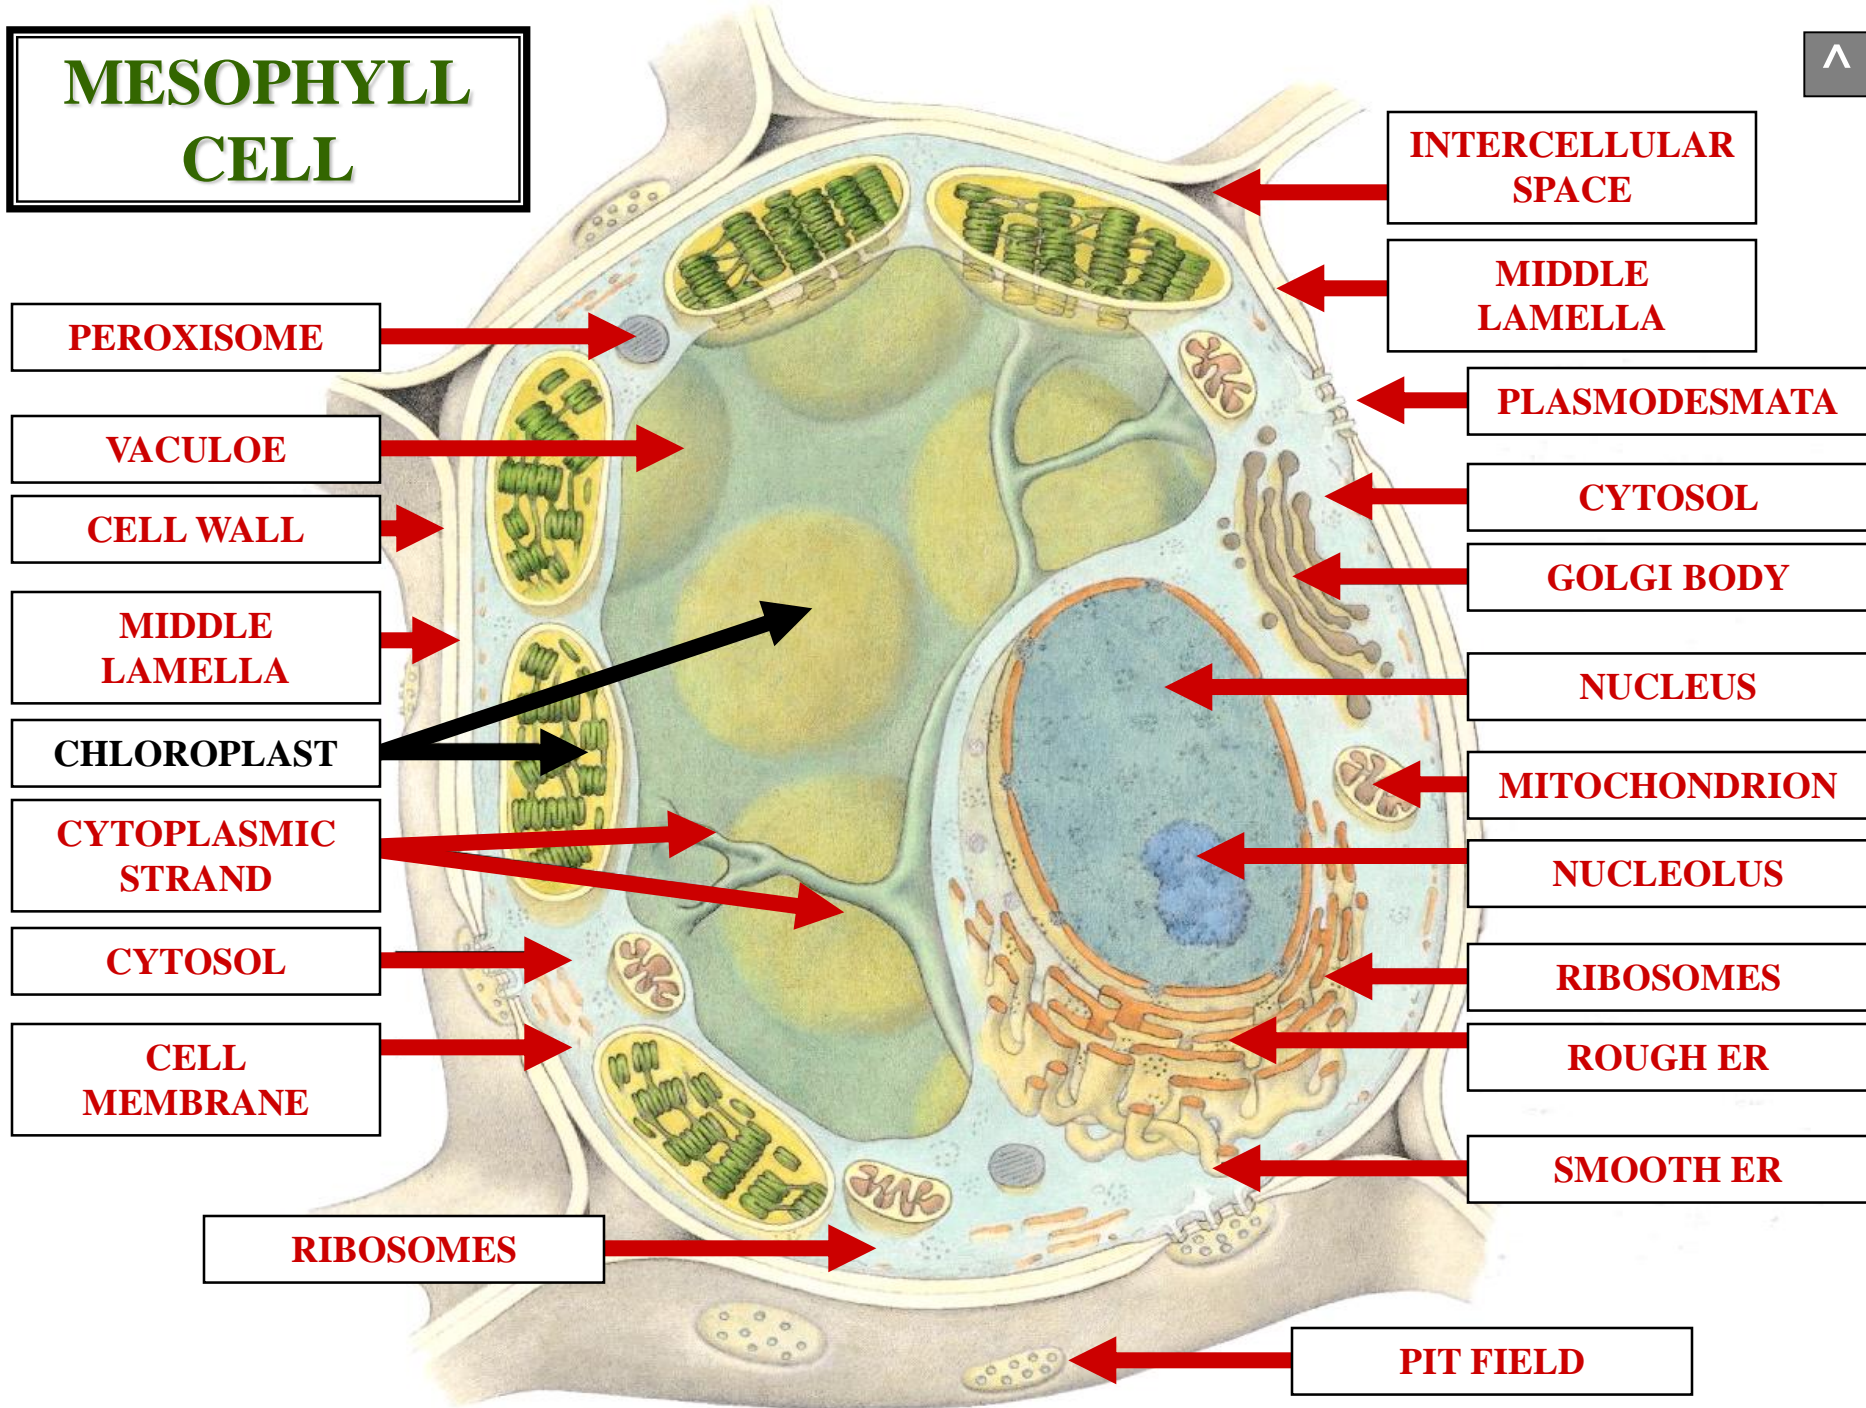 MESOPHYLL
CELL
^
INTERCELLULAR
SPACE
MIDDLE
LAMELLA
PEROXISOME
PLASMODESMATA
VACULOE
CYTOSOL
CELL WALL
GOLGI BODY
MIDDLE
LAMELLA
NUCLEUS
CHLOROPLAST
MITOCHONDRION
CYTOPLASMIC
STRAND
NUCLEOLUS
CYTOSOL
RIBOSOMES
CELL
MEMBRANE
ROUGH ER
SMOOTH ER
RIBOSOMES
PIT FIELD